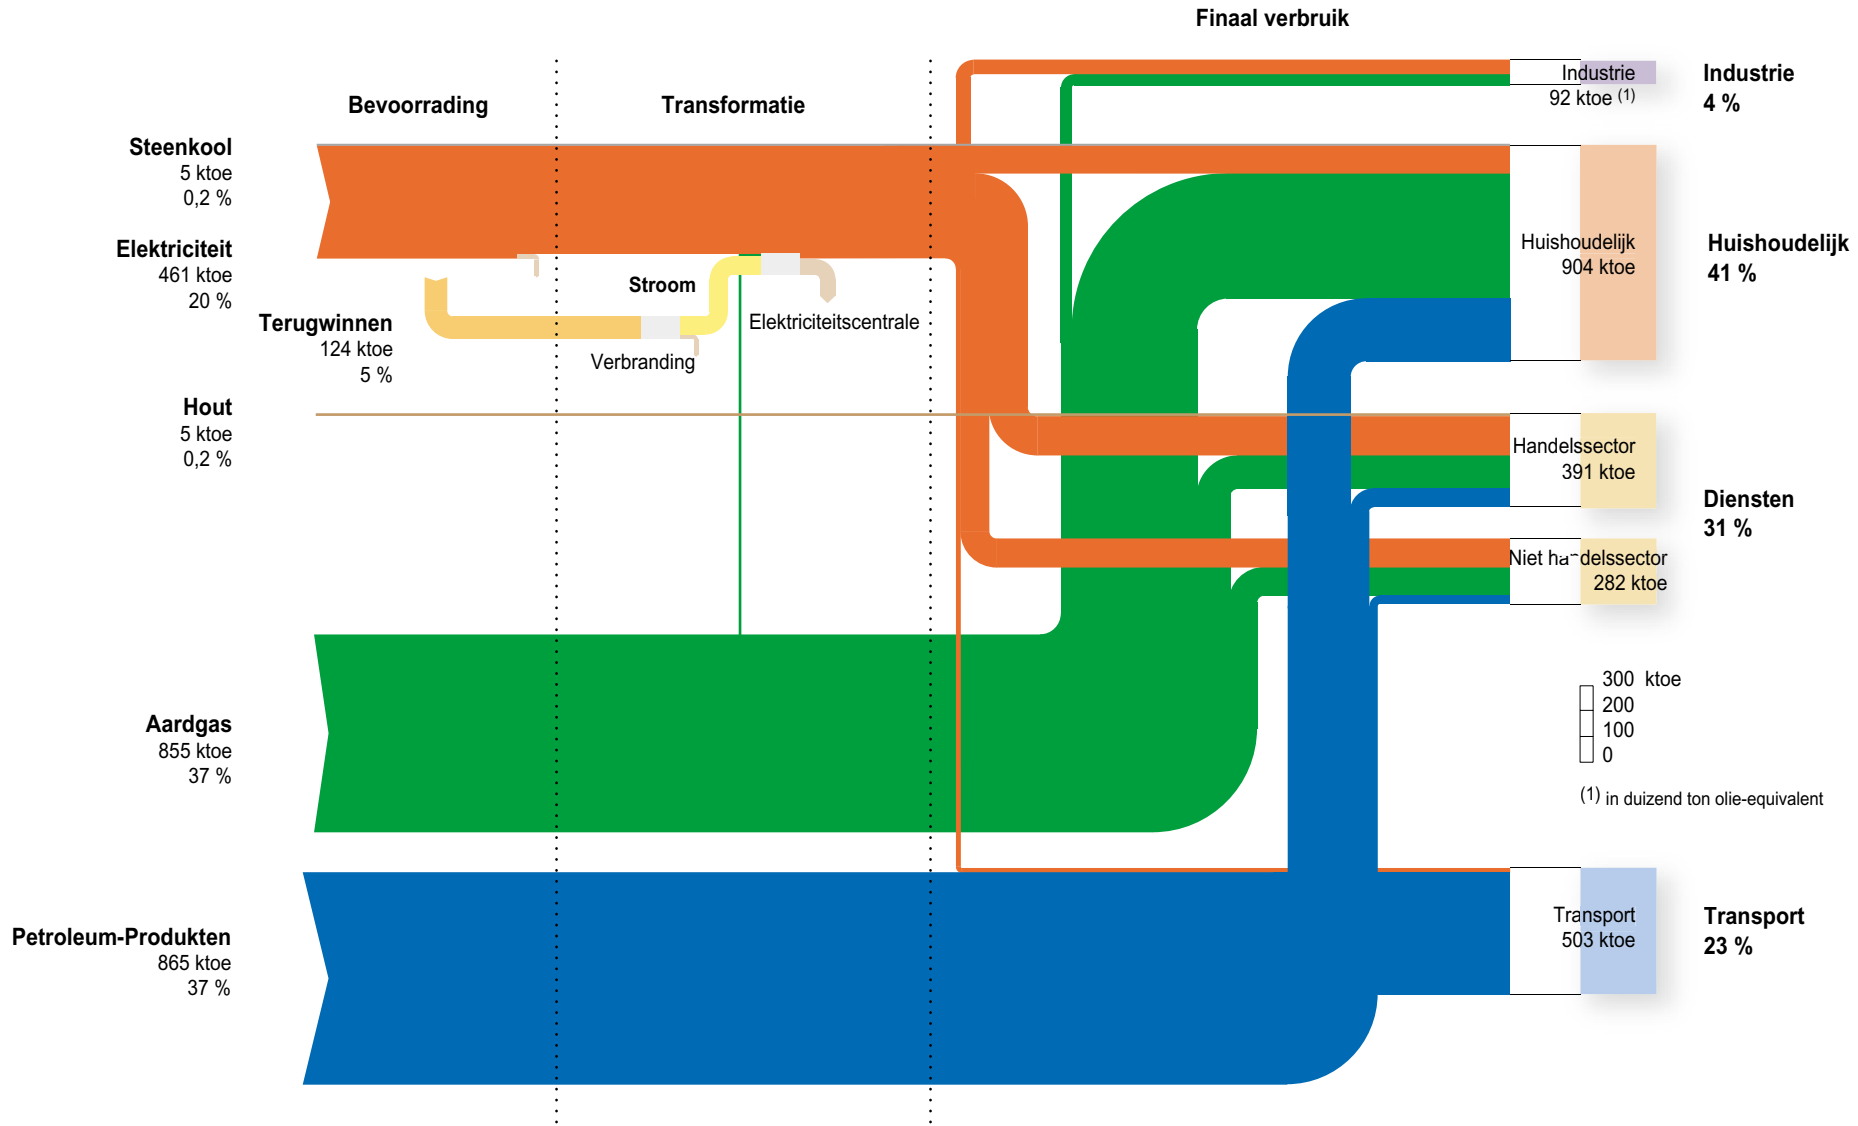 Finaal verbruik
Bevoorrading
Transformatie
Steenkool
5 ktoe
0,2 %
Elektriciteit
461 ktoe
20 %
Terugwinnen
124 ktoe
5 %
Stroom
Elektriciteitscentrale
Verbranding
Hout
5 ktoe
0,2 %
Aardgas
855 ktoe
37 %
Petroleum-Produkten
865 ktoe
37 %
Industrie
92 ktoe (1)
Industrie
4 %
Huishoudelijk
904 ktoe
Huishoudelijk
41 %
Handelssector
391 ktoe
Diensten
31 %
Niet handelssector
282 ktoe
300 ktoe
200
100
0
(1) in duizend ton olie-equivalent
Transport
503 ktoe
Transport
23 %